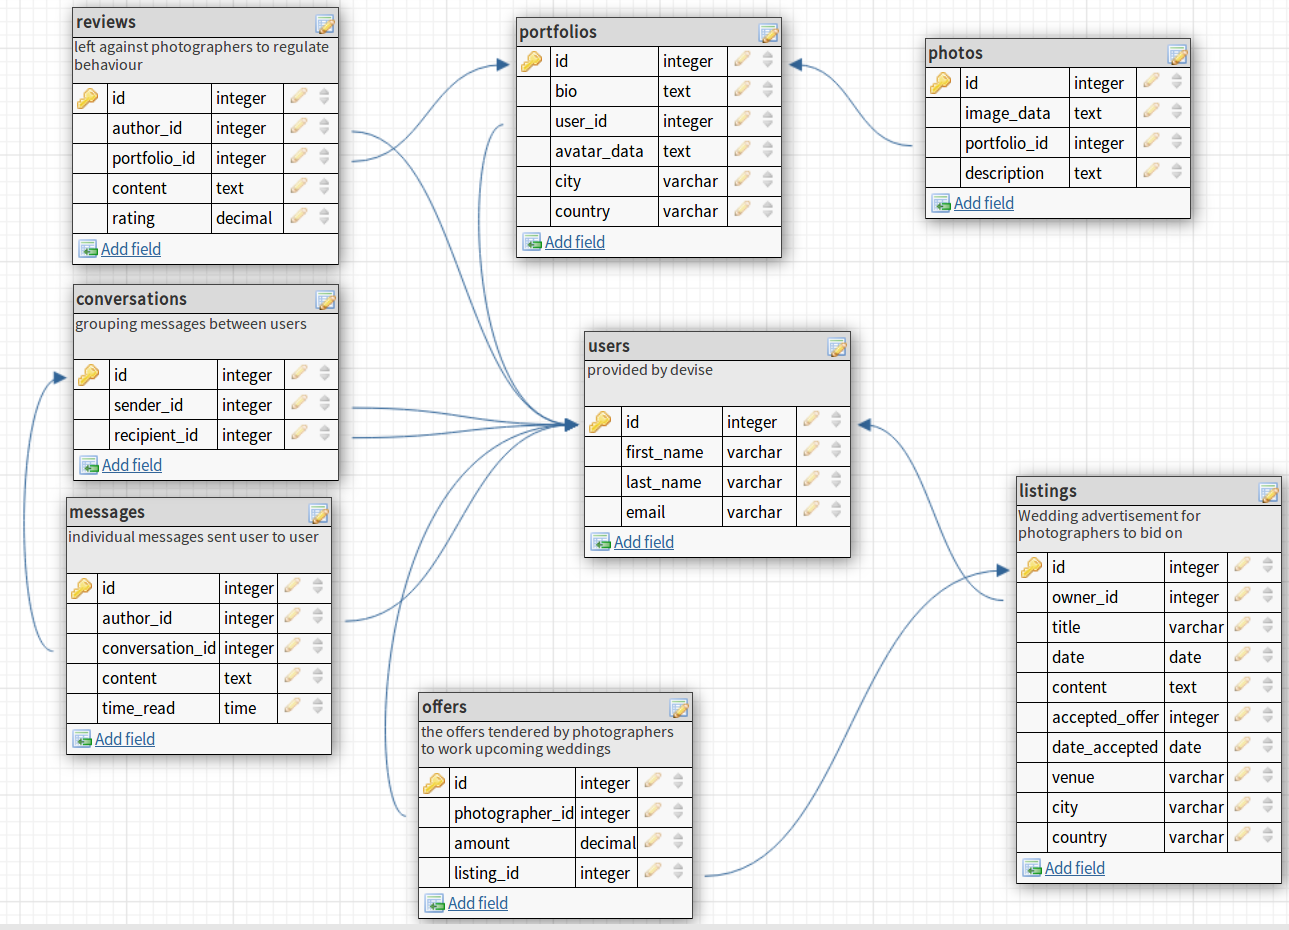 reviews
left against photographers to regulate
behaviour
id integer
author_id integer
portfolio_id integer
content text
rating decimal
Add field
portfolios
id integer
bio text
user_id integer
avatar_data text
city varchar
country varchar
Add field
photos
id integer
image_data text
portfolio_id integer
description text
Add field
conversations
grouping messages between users
id integer
sender_id integer
recipient_id integer
Add field
users
provided by devise
id integer
first_name varchar
last_name varchar
email varchar
Add field
messages
individual messages sent user to user
id integer
author_id integer
conversation_id integer
content text
time_read time
Add field
listings
Wedding advertisement for
photographers to bid on
id integer
owner_id integer
title varchar
date date
content text
accepted_offer integer
date_accepted date
venue varchar
city varchar
country varchar
Add field
offers
the offers tendered by photographers
to work upcoming weddings
id integer
photographer_id integer
amount decimal
listing_id integer
Add field